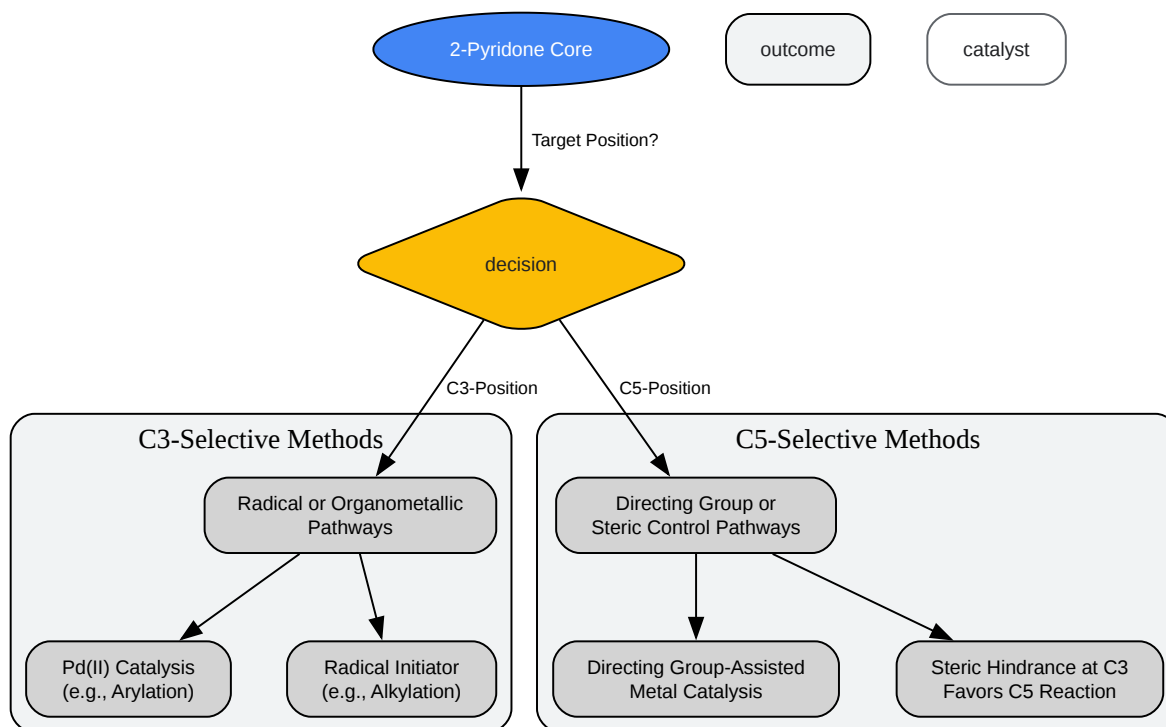 2-Pyridone Core
outcome
catalyst
Target Position?
decision
C3-Position
C5-Position
C3-Selective Methods
C5-Selective Methods
Radical or Organometallic
Pathways
Directing Group or
Steric Control Pathways
Pd(II) Catalysis
(e.g., Arylation)
Radical Initiator
(e.g., Alkylation)
Directing Group-Assisted
Metal Catalysis
Steric Hindrance at C3
Favors C5 Reaction